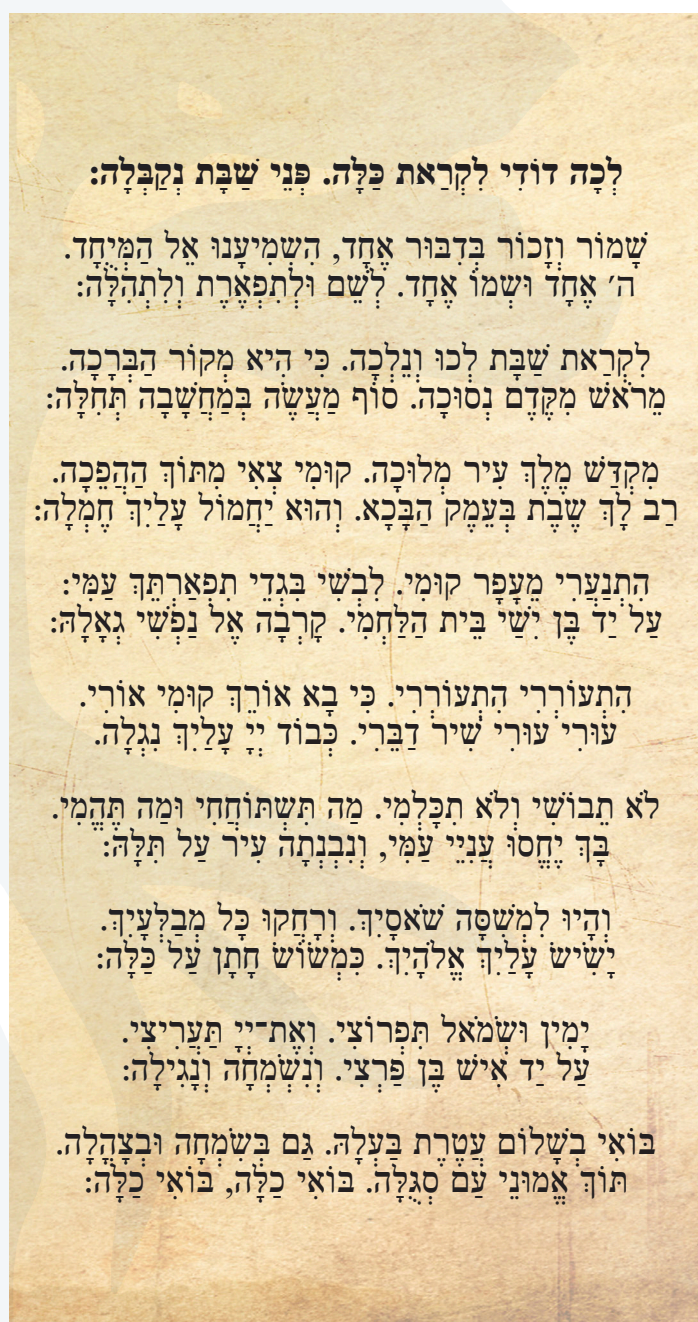 לְכָה דוֹדִי לִקְרַאת כַּלָּה. פְּנֵי שַׁבָּת נְקַבְּלָה:
שָׁמוֹר וְזָכוֹר בְּדִבּוּר אֶחָד, הִשמִיעָנוּ אֵל הַמְּיֻחָד.
ה׳ אֶחָד וּשְׁמוֹ אֶחָד. לְשֵׁם וּלְתִפְאֶרֶת וְלִתְהִלָּה:
לִקְרַאת שַׁבָּת לְכוּ וְנֵלְכָה. כִּי הִיא מְקוֹר הַבְּרָכָה.
מֵרֹאשׁ מִקֶּדֶם נְסוּכָה. סוֹף מַעֲשֶׂה בְּמַחֲשָׁבָה תְּחִלָּה:
מִקְדַּשׁ מֶלֶךְ עִיר מְלוּכָה. קוּמִי צְאִי מִתּוֹךְ הַהֲפֵכָה.
רַב לָךְ שֶׁבֶת בְּעֵמֶק הַבָּכָא. וְהוּא יַחֲמוֹל עָלַיִךְ חֶמְלָה:
הִתְנַעֲרִי מֵעָפָר קוּמִי. לִבְשִׁי בִּגְדֵי תִפְאַרְתֵּךְ עַמִּי:
עַל יַד בֶּן יִשַׁי בֵּית הַלַּחְמִי. קָרְבָה אֶל נַפְשִׁי גְאָלָהּ:
הִתְעוֹרְרִי הִתְעוֹרְרִי. כִּי בָא אוֹרֵךְ קוּמִי אוֹרִי.
עוּרִי עוּרִי שִׁיר דַּבֵּרִי. כְּבוֹד יְיָ עָלַיִךְ נִגְלָה.
לֹא תֵבוֹשִׁי וְלֹא תִכָּלְמִי. מַה תִּשְׁתּוֹחֲחִי וּמַה תֶּהֱמִי.
בָּךְ יֶחֱסוּ עֲנִיֵּי עַמִּי, וְנִבְנְתָה עִיר עַל תִּלָּהּ:
וְהָיוּ לִמְשִׁסָּה שֹׁאסָיִךְ. וְרָחֲקוּ כָּל מְבַלְּעָיִךְ.
יָשִׂישׂ עָלַיִךְ אֱלֹהָיִךְ. כִּמְשׂוֹשׂ חָתָן עַל כַּלָּה:
יָמִין וּשְׂמֹאל תִּפְרוֹצִי. וְאֶת־יְיָ תַּעֲרִיצִי.
עַל יַד אִישׁ בֶּן פַּרְצִי. וְנִשְׂמְחָה וְנָגִילָה:
בּוֹאִי בְשָׁלוֹם עֲטֶרֶת בַּעְלָהּ. גַּם בְּשִׂמְחָה וּבְצָהֳלָה.
תּוֹךְ אֱמוּנֵי עַם סְגֻלָּה. בּוֹאִי כַלָּה, בּוֹאִי כַלָּה: